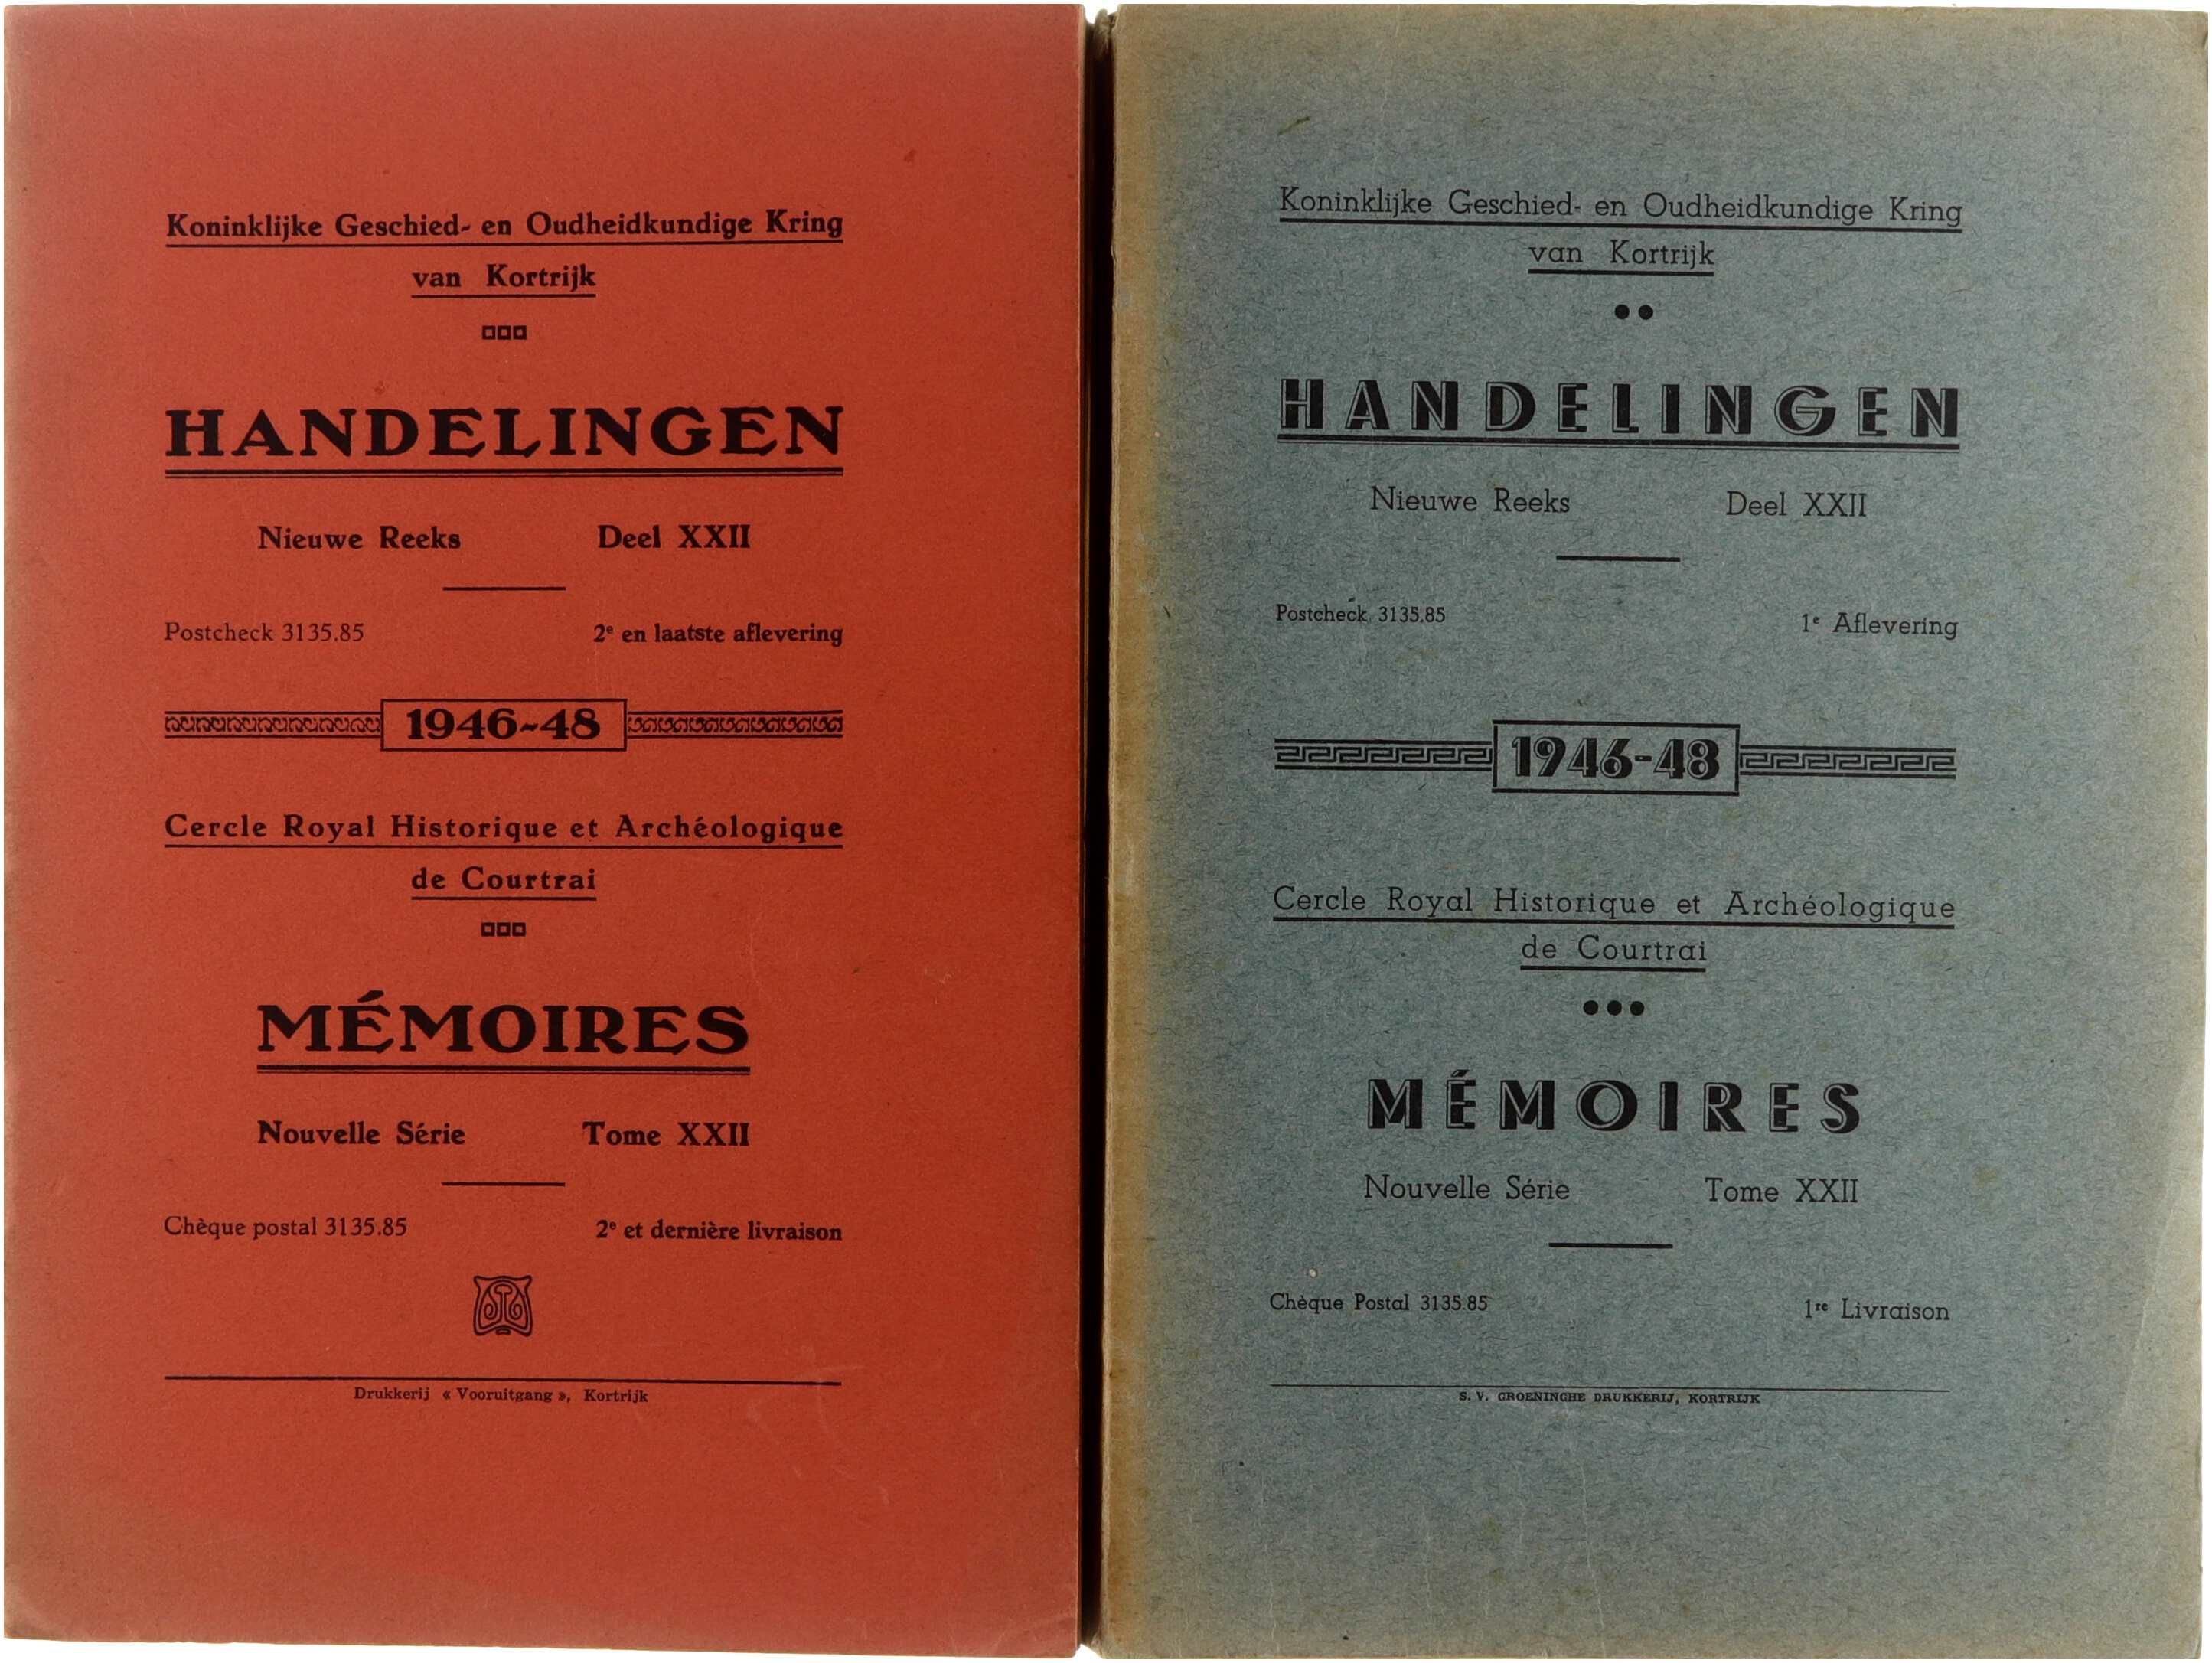 Koninklijke Geschied- en Oudheidkundige Kring
van Kortrijk
HANDELINGEN
Nieuwe Reeks Deel XXII
Postcheck 3135.85 2e en laatste aflevering
1946-48
Cercle Royal Historique et Archéologique
de Courtrai
MÉMOIRES
Nouvelle Série Tome XXII
Chèque postal 3135.85 2e et dernière livraison
Drukkerij « Vooruitgang », Kortrijk
Koninklijke Geschied- en Oudheidkundige Kring
van Kortrijk
HANDELINGEN
Nieuwe Reeks Deel XXII
Postcheck 3135.85 1e Aflevering
1946-48
Cercle Royal Historique et Archéologique
de Courtrai
MÉMOIRES
Nouvelle Série Tome XXII
Chèque Postal 3135.85 1re Livraison
S. V. GROENINGHE DRUKKERIJ, KORTRIJK